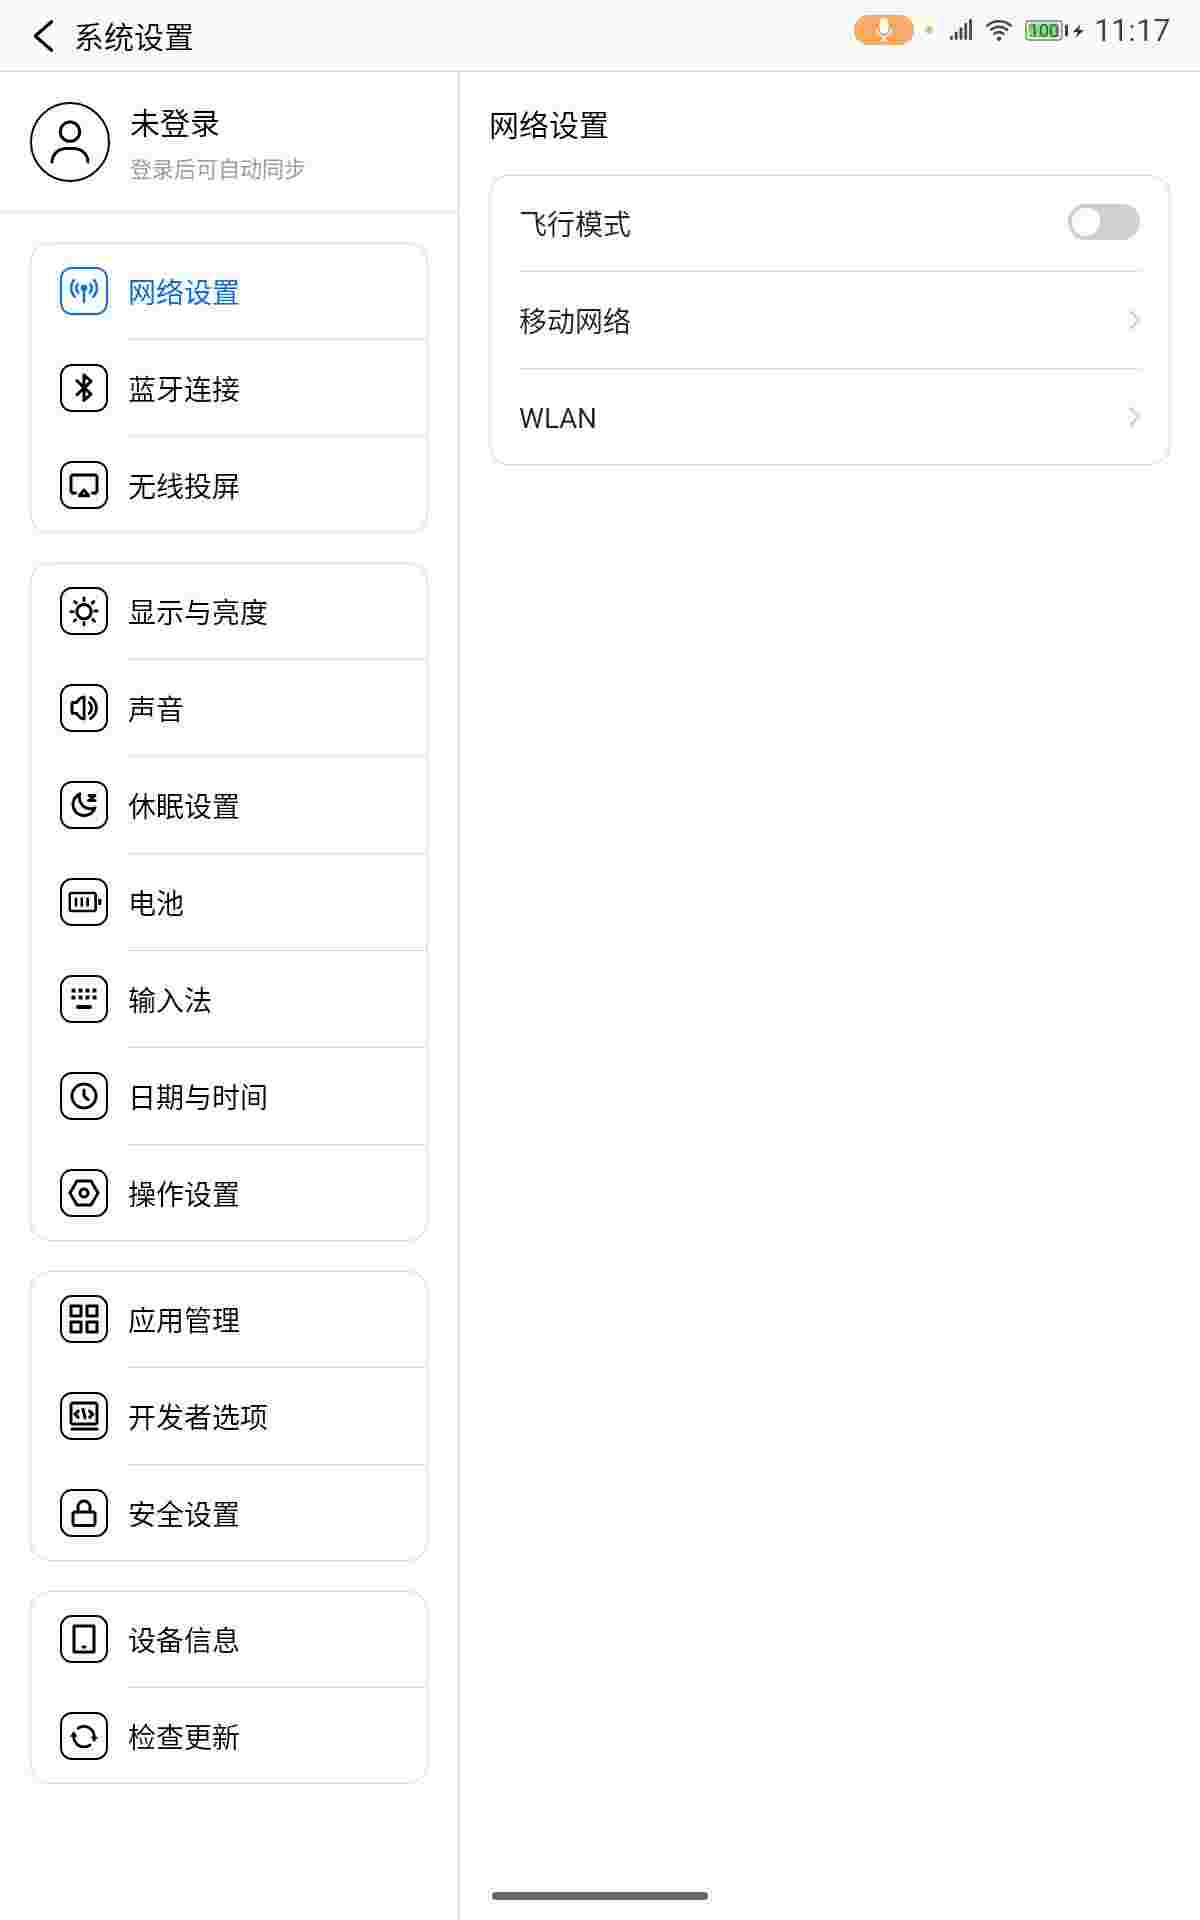 系统设置
100
11:17
未登录
登录后可自动同步
网络设置
蓝牙连接
无线投屏
显示与亮度
声音
休眠设置
电池
输入法
日期与时间
操作设置
应用管理
开发者选项
安全设置
设备信息
检查更新
网络设置
飞行模式
移动网络
WLAN